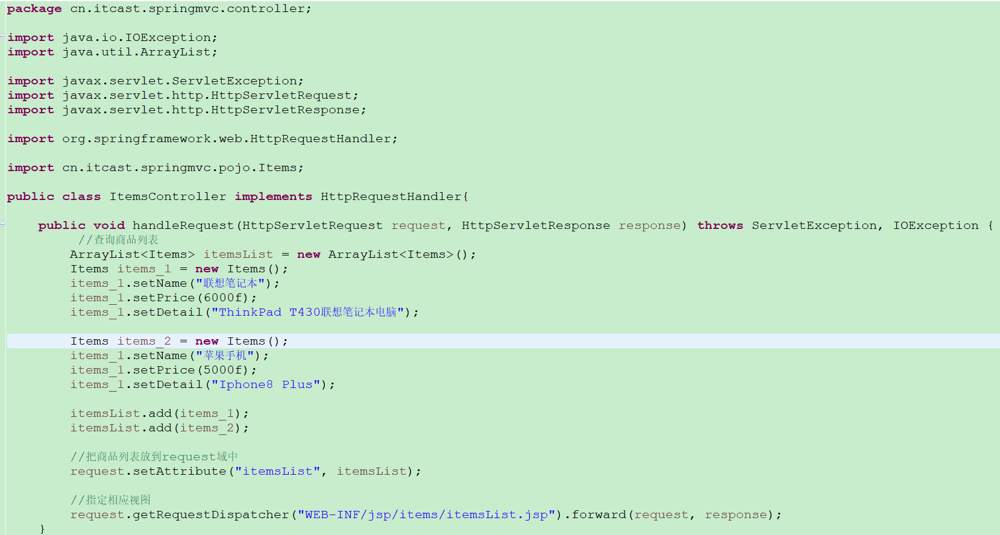 package cn.itcast.springmvc.controller;
import java.io.IOException;
import java.util.ArrayList;
import javax.servlet.ServletException;
import javax.servlet.http.HttpServletRequest;
import javax.servlet.http.HttpServletResponse;
import org.springframework.web.HttpRequestHandler;
import cn.itcast.springmvc.pojo.Items;
public class ItemsController implements HttpRequestHandler{
public void handleRequest(HttpServletRequest request, HttpServletResponse response) throws ServletException, IOException {
//查询商品列表
ArrayList<Items> itemsList = new ArrayList<Items>();
Items items_1 = new Items();
items_1.setName("联想笔记本");
items_1.setPrice(6000f);
items_1.setDetail("ThinkPad T430联想笔记本电脑");
Items items_2 = new Items();
items_1.setName("苹果手机");
items_1.setPrice(5000f);
items_1.setDetail("Iphone8 Plus");
itemsList.add(items_1);
itemsList.add(items_2);
//把商品列表放到request域中
request.setAttribute("itemsList", itemsList);
//指定相应视图
request.getRequestDispatcher("WEB-INF/jsp/items/itemsList.jsp").forward(request, response);
}